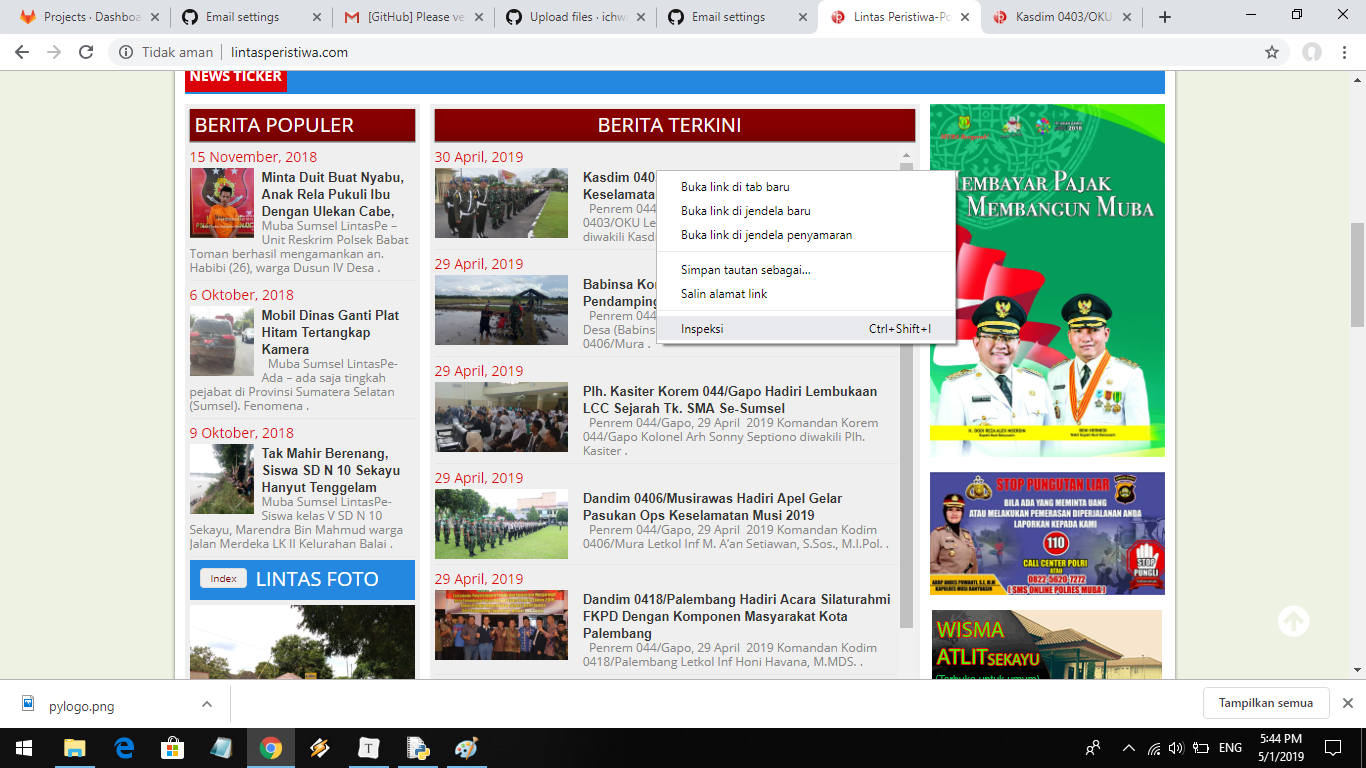 Projects · Dashboa
Email settings
[GitHub] Please ve
Upload files · ichw
Email settings
Lintas Peristiwa-Po
Kasdim 0403/OKU
Tidak aman
lintasperistiwa.com
NEWS TICKER
BERITA POPULER
15 November, 2018
Minta Duit Buat Nyabu,
Anak Rela Pukuli Ibu
Dengan Ulekan Cabe,
Muba Sumsel LintasPe –
Unit Reskrim Polsek Babat
Toman berhasil mengamankan an.
Habibi (26), warga Dusun IV Desa .
6 Oktober, 2018
Mobil Dinas Ganti Plat
Hitam Tertangkap
Kamera
Muba Sumsel LintasPe-
Ada – ada saja tingkah
pejabat di Provinsi Sumatera Selatan
(Sumsel). Fenomena .
9 Oktober, 2018
Tak Mahir Berenang,
Siswa SD N 10 Sekayu
Hanyut Tenggelam
Muba Sumsel LintasPe-
Siswa kelas V SD N 10
Sekayu, Marendra Bin Mahmud warga
Jalan Merdeka LK II Kelurahan Balai .
Index
LINTAS FOTO
BERITA TERKINI
30 April, 2019
Kasdim 040
Keselamata
Penrem 044
0403/OKU Le
diwakili Kasd
29 April, 2019
Babinsa Ko
Pendamping
Penrem 044
Desa (Babins
0406/Mura .
29 April, 2019
Plh. Kasiter Korem 044/Gapo Hadiri Lembukaan
LCC Sejarah Tk. SMA Se-Sumsel
Penrem 044/Gapo, 29 April 2019 Komandan Korem
044/Gapo Kolonel Arh Sonny Septiono diwakili Plh.
Kasiter .
29 April, 2019
Dandim 0406/Musirawas Hadiri Apel Gelar
Pasukan Ops Keselamatan Musi 2019
Penrem 044/Gapo, 29 April 2019 Komandan Kodim
0406/Mura Letkol Inf M. A’an Setiawan, S.Sos., M.I.Pol. .
29 April, 2019
Dandim 0418/Palembang Hadiri Acara Silaturahmi
FKPD Dengan Komponen Masyarakat Kota
Palembang
Penrem 044/Gapo, 29 April 2019 Komandan Kodim
0418/Palembang Letkol Inf Honi Havana, M.MDS. .
Buka link di tab baru
Buka link di jendela baru
Buka link di jendela penyamaran
Simpan tautan sebagai...
Salin alamat link
Inspeksi
Ctrl+Shift+I
MEMBAYAR PAJAK
MEMBANGUN MUBA
STOP PUNGUTAN LIAR
BILA ADA YANG MEMINTA UANG
ATAU MELAKUKAN PEMERASAN DIPERJALANAN ANDA
LAPORKAN KEPADA KAMI
110
CALL CENTER POLRI
ATAU
0822-5620-7272
( SMS ONLINE POLRES MUBA )
STOP
PUNGLI
WISMA
ATLIT SEKAYU
(Terbuka untuk umum)
pylogo.png
Tampilkan semua
ENG
5:44 PM
5/1/2019